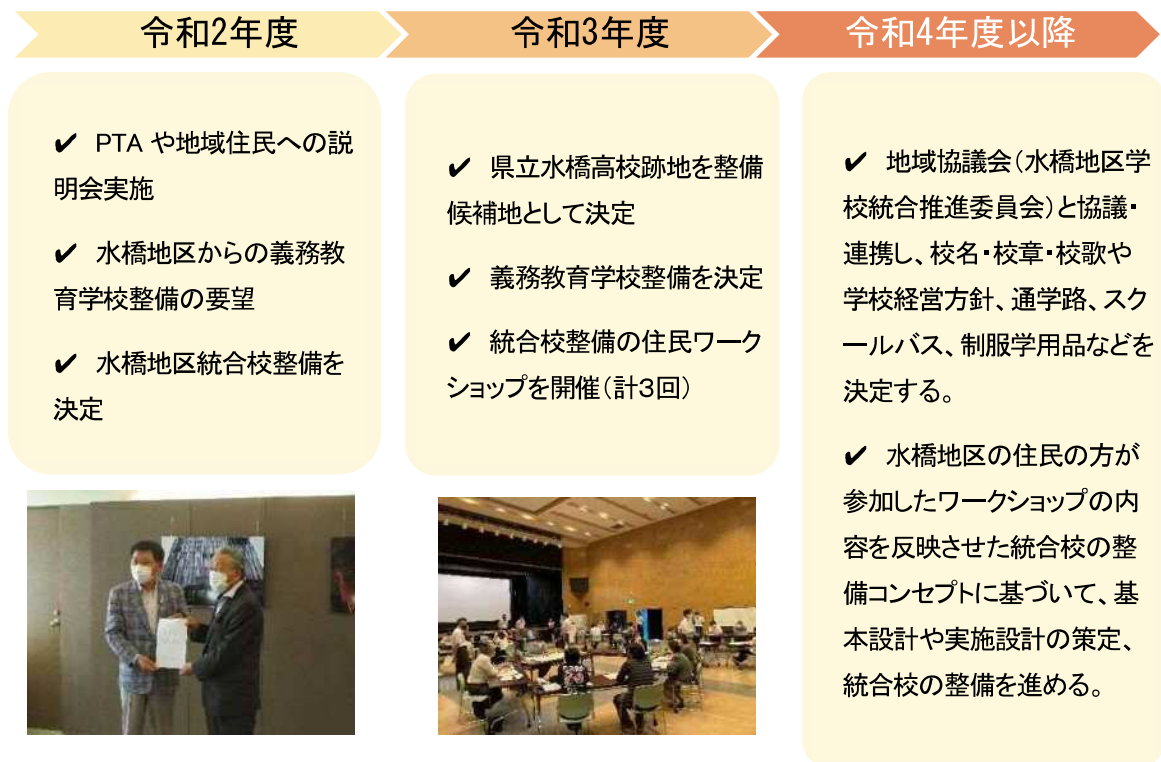 令和2年度
✔ PTA や地域住民への説
明会実施
✔ 水橋地区からの義務教
育学校整備の要望
✔ 水橋地区統合校整備を
決定
令和3年度
✔ 県立水橋高校跡地を整備
候補地として決定
✔ 義務教育学校整備を決定
✔ 統合校整備の住民ワーク
ショップを開催（計3回）
令和4年度以降
✔ 地域協議会（水橋地区学
校統合推進委員会）と協議・
連携し、校名・校章・校歌や
学校経営方針、通学路、スク
ールバス、制服学用品などを
決定する。
✔ 水橋地区の住民の方が
参加したワークショップの内
容を反映させた統合校の整
備コンセプトに基づいて、基
本設計や実施設計の策定、
統合校の整備を進める。